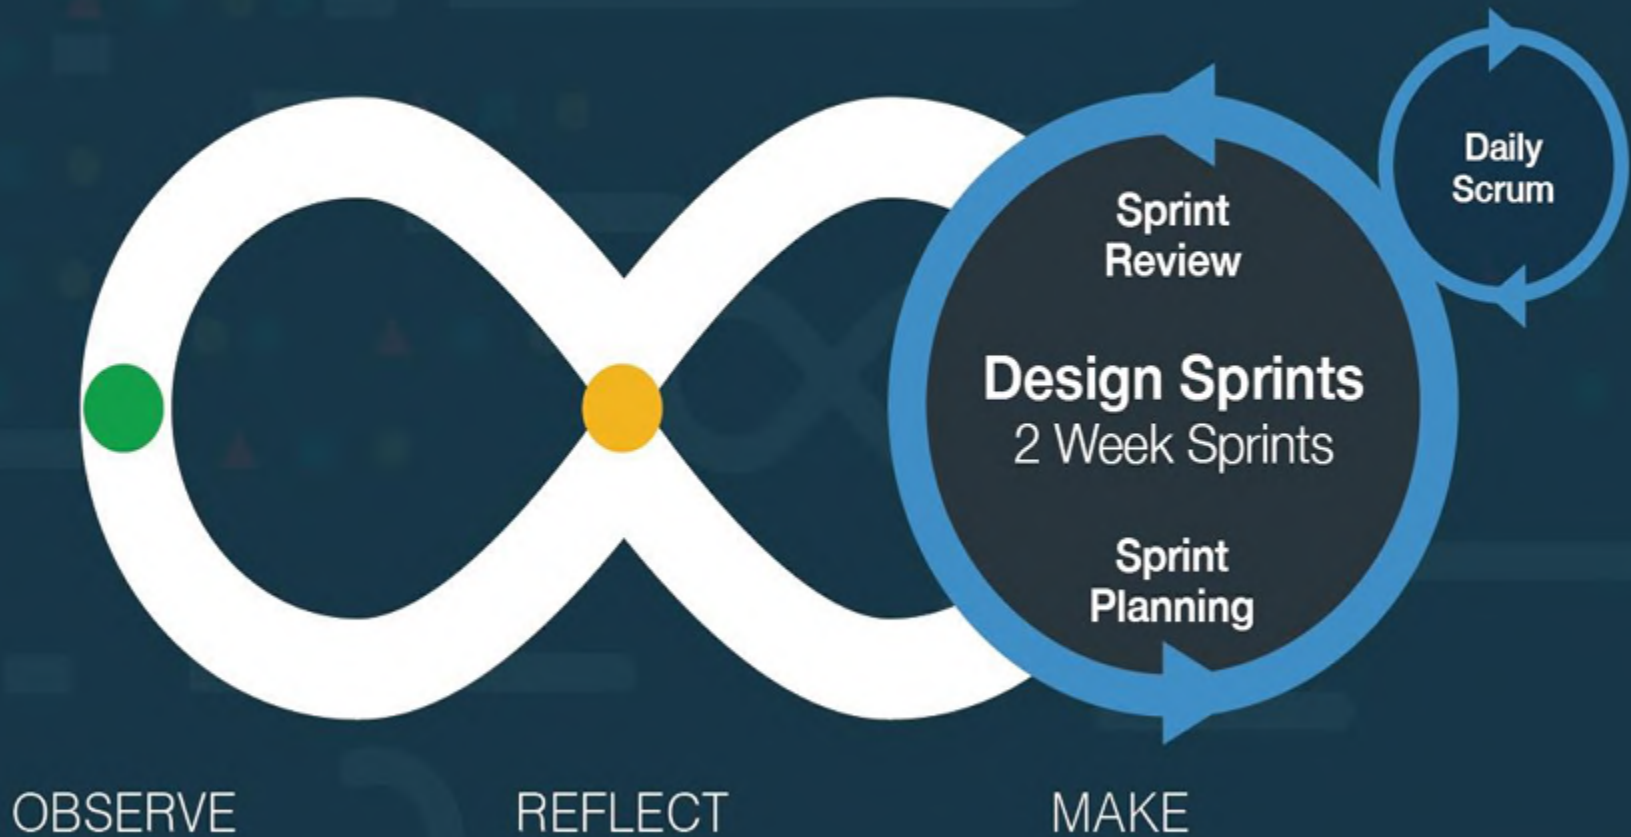 Daily
Scrum
Sprint
Review
Design Sprints
2 Week Sprints
Sprint
Planning
OBSERVE
REFLECT
MAKE